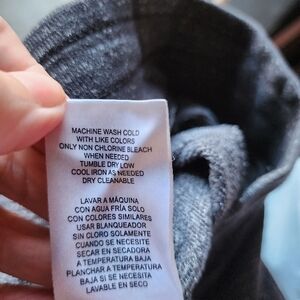 MACHINE WASH COLD
WITH LIKE COLORS
ONLY NON CHLORINE BLEACH
WHEN NEEDED
TUMBLE DRY LOW
COOL IRON AS NEEDED
DRY CLEANABLE
LAVAR A MÁQUINA
CON AGUA FRÍA SOLO
CON COLORES SIMILARES
USAR BLANQUEADOR
SIN CLORO SOLAMENTE
CUANDO SE NECESITE
SECAR EN SECADORA
A TEMPERATURA BAJA
PLANCHAR A TEMPERATURA
BAJA SI SE NECESITE
LAVABLE EN SECO